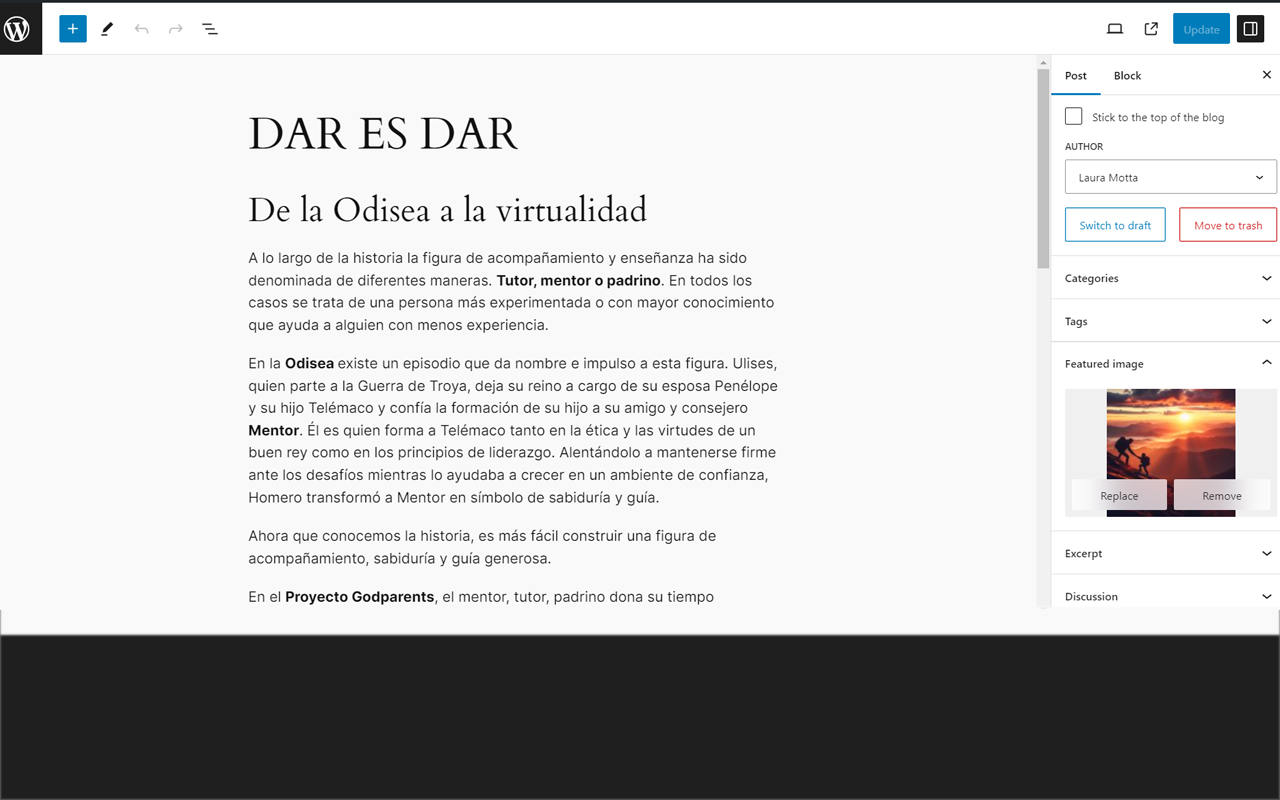 Update
Post
Block
Stick to the top of the blog
AUTHOR
Laura Motta
Switch to draft
Move to trash
Categories
Tags
Featured image
Replace
Remove
Excerpt
Discussion
DAR ES DAR
De la Odisea a la virtualidad
A lo largo de la historia la figura de acompañamiento y enseñanza ha sido
denominada de diferentes maneras. Tutor, mentor o padrino. En todos los
casos se trata de una persona más experimentada o con mayor conocimiento
que ayuda a alguien con menos experiencia.
En la Odisea existe un episodio que da nombre e impulso a esta figura. Ulises,
quien parte a la Guerra de Troya, deja su reino a cargo de su esposa Penélope
y su hijo Telémaco y confía la formación de su hijo a su amigo y consejero
Mentor. Él es quien forma a Telémaco tanto en la ética y las virtudes de un
buen rey como en los principios de liderazgo. Alentándolo a mantenerse firme
ante los desafíos mientras lo ayudaba a crecer en un ambiente de confianza,
Homero transformó a Mentor en símbolo de sabiduría y guía.
Ahora que conocemos la historia, es más fácil construir una figura de
acompañamiento, sabiduría y guía generosa.
En el Proyecto Godparents, el mentor, tutor, padrino dona su tiempo